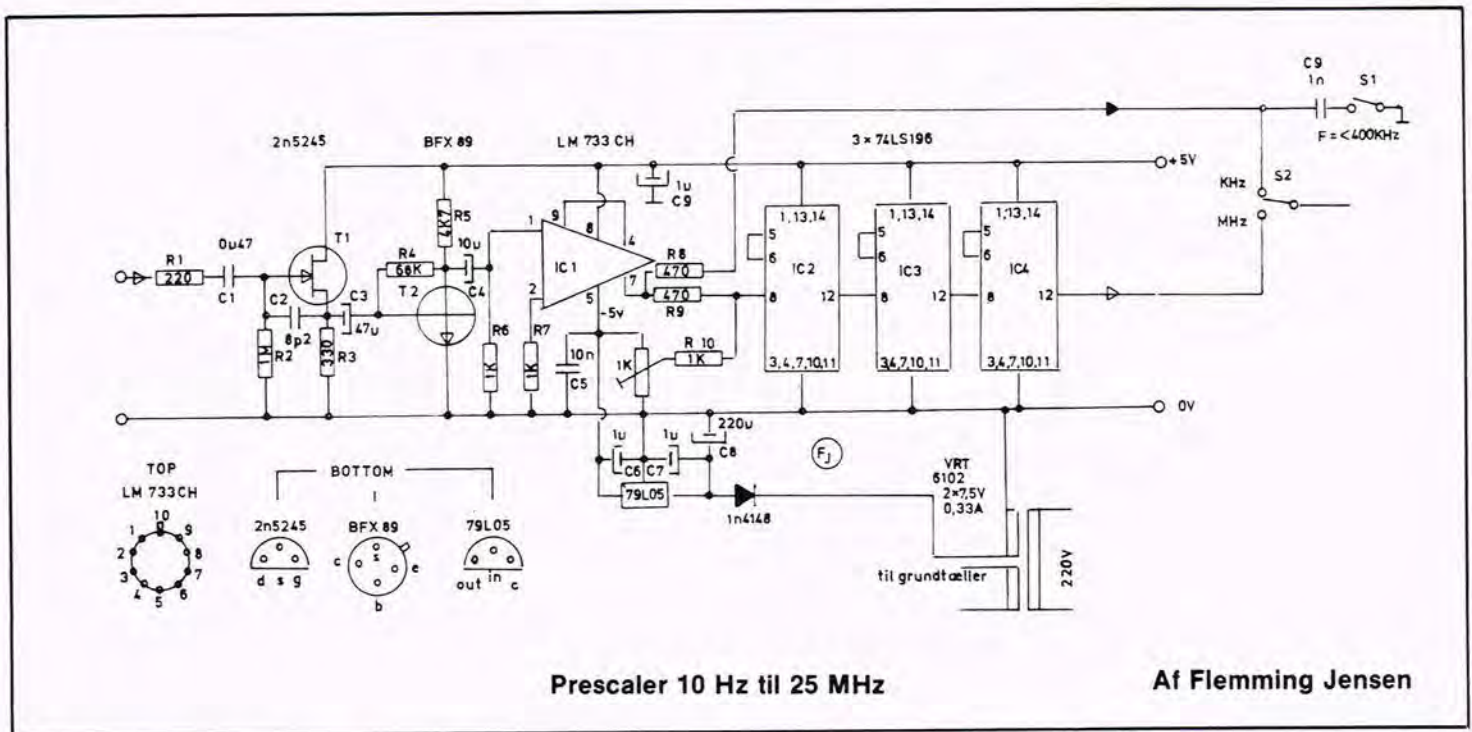 2n5245
BFX 89
LM 733 CH
3 × 74LS196
C9
1n
S1
F = <400KHz
+5V
1u
C9
R1
220
0u47
C1
T1
C2
8p2
1M
R2
330
R3
C3
47u
R4
68K
T2
4K7
R5
10u
C4
1
2
9
8
4
7
5
IC1
-5v
R6
1K
R7
1K
10n
C5
R8
470
470
R9
1K
R 10
1K
1,13,14
5
6
IC2
8
12
3,4,7,10,11
1,13,14
5
6
IC3
8
12
3,4,7,10,11
1,13,14
5
6
IC4
8
12
3,4,7,10,11
KHz
S2
MHz
0V
1u
C6
1u
C7
220u
C8
FJ
79L05
1n4148
VRT
6102
2×7,5V
0,33A
til grundtæller
220V
TOP
LM 733CH
10
1
9
2
8
3
7
4
6
5
BOTTOM
2n5245
d s g
BFX 89
c
s
e
b
79L05
out in c
Prescaler 10 Hz til 25 MHz
Af Flemming Jensen